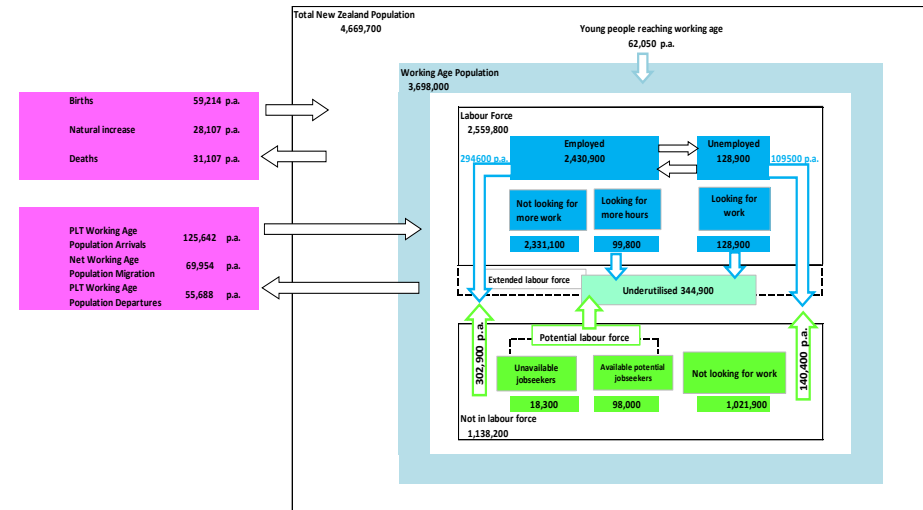 Total New Zealand Population
4,669,700
Young people reaching working age
62,050 p.a.
Working Age Population
3,698,000
Births 59,214 p.a.
Natural increase 28,107 p.a.
Deaths 31,107 p.a.
Labour Force
2,559,800
Employed
2,430,900
Unemployed
128,900
294600 p.a.
109500 p.a.
Not looking for
more work
Looking for
more hours
Looking for
work
2,331,100
99,800
128,900
PLT Working Age
Population Arrivals 125,642 p.a.
Net Working Age
Population Migration 69,954 p.a.
PLT Working Age
Population Departures 55,688 p.a.
Extended labour force
Underutilised 344,900
302,900 p.a.
140,400 p.a.
Potential labour force
Unavailable
jobseekers
Available potential
jobseekers
Not looking for work
18,300
98,000
1,021,900
Not in labour force
1,138,200